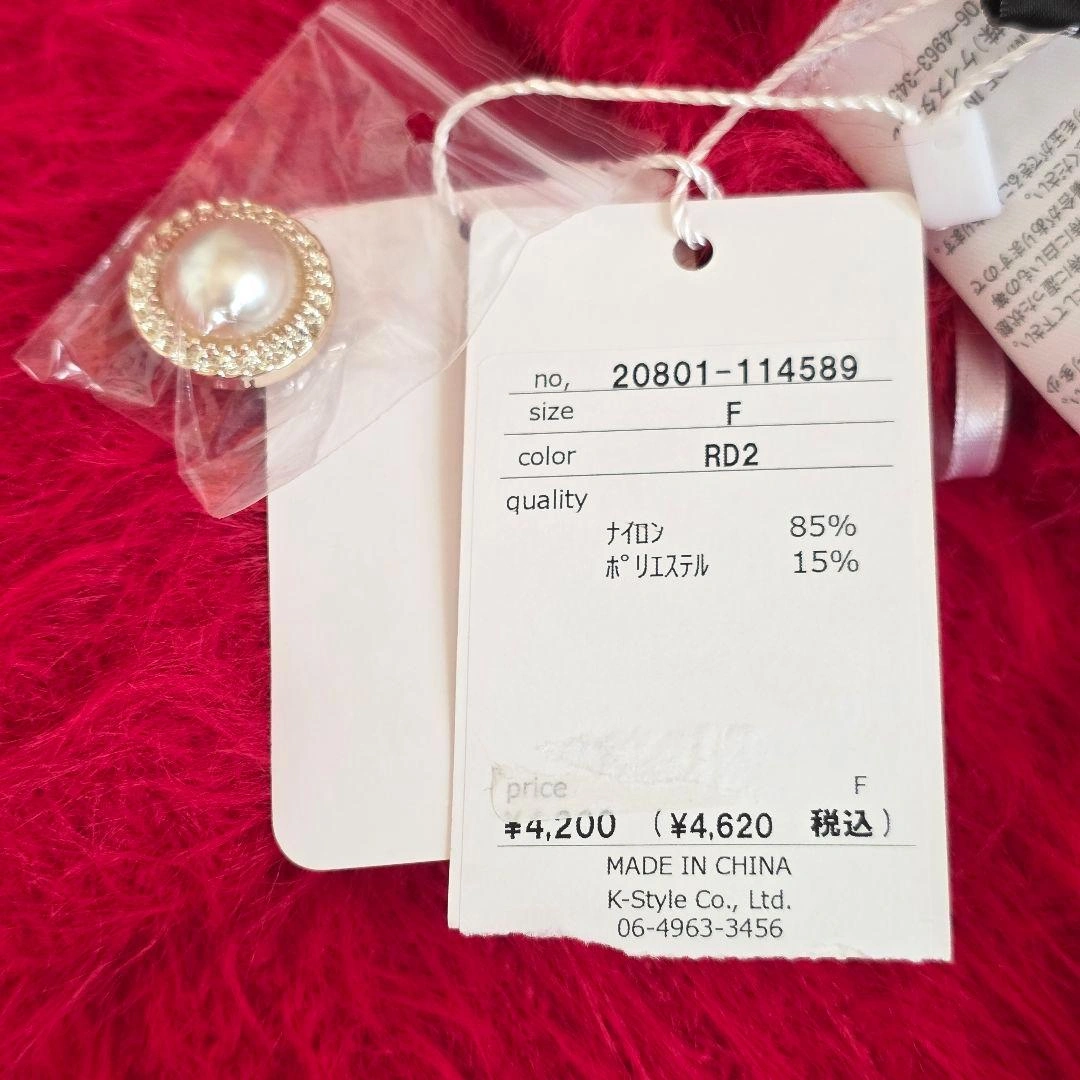 no, 20801-114589
size F
color RD2
quality
ﾅｲﾛﾝ 85%
ﾎﾟﾘｴｽﾃﾙ 15%
price F
¥4,200 (¥4,620 税込)
MADE IN CHINA
K-Style Co., Ltd.
06-4963-3456